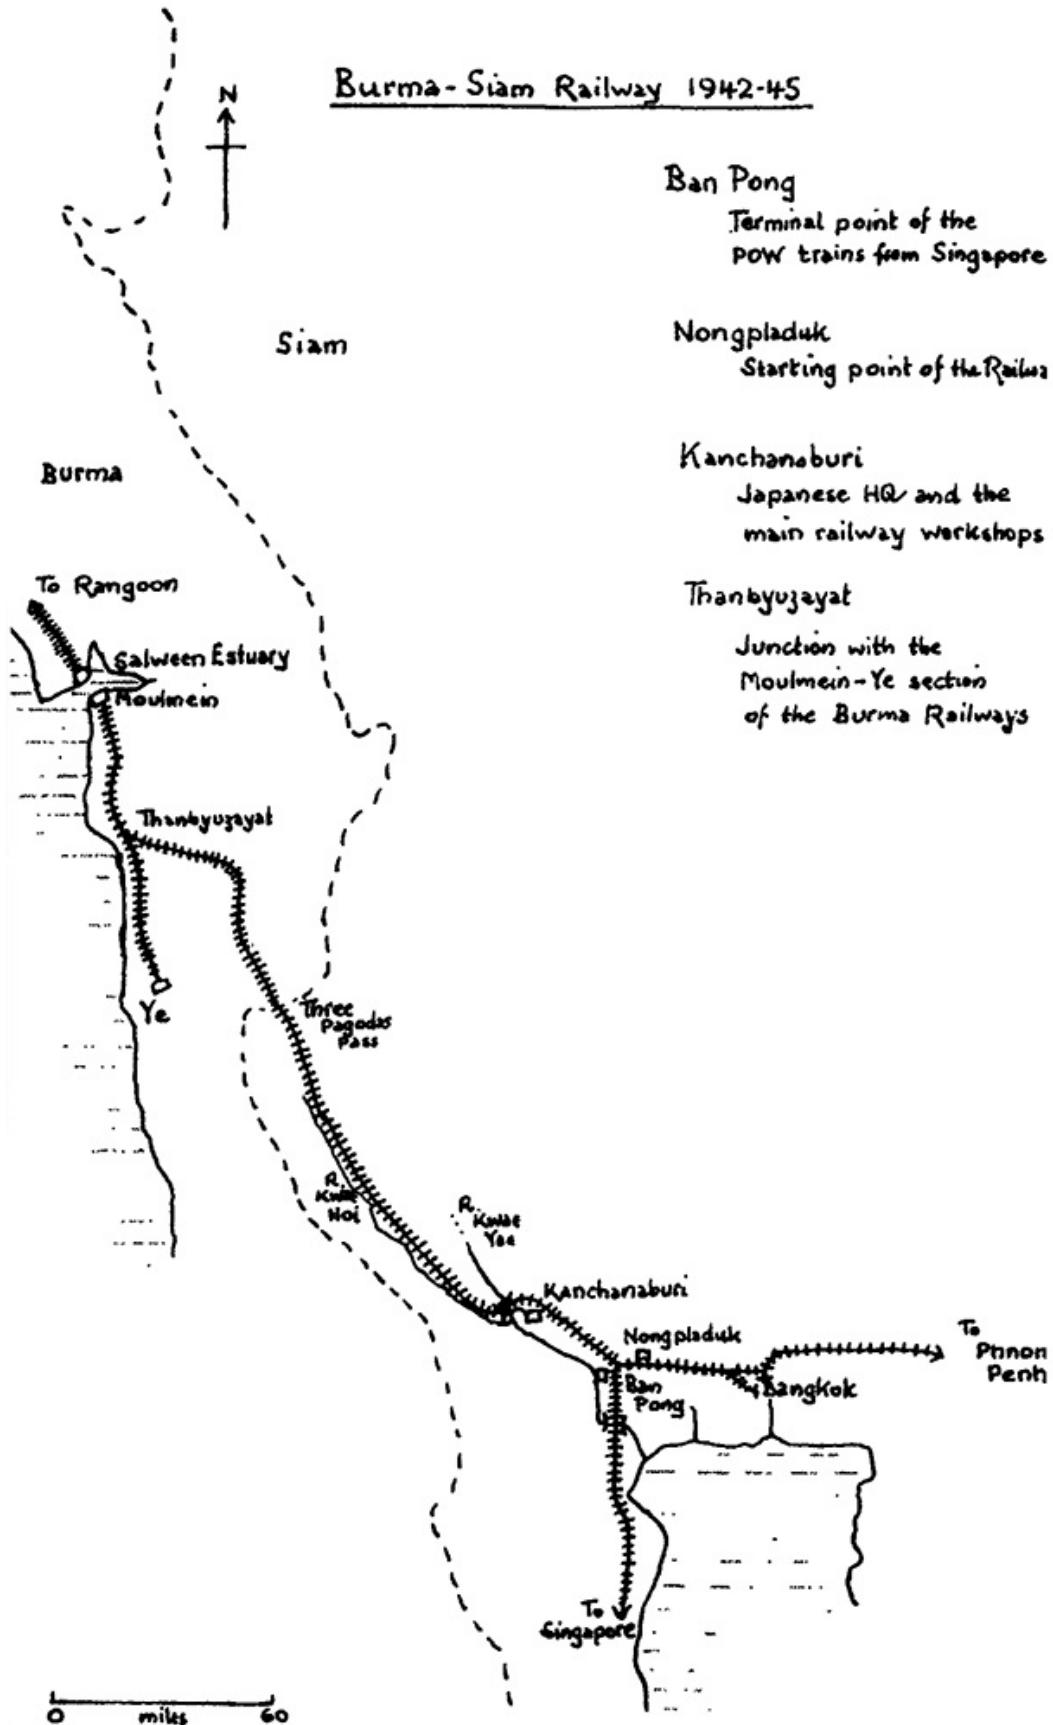 Burma-Siam Railway 1942-45
N
Ban Pong
Terminal point of the
POW trains from Singapore
Siam
Nongpladuk
Starting point of the Railwa
Burma
Kanchanaburi
Japanese HQ and the
main railway workshops
To Rangoon
Thanbyuzayat
Salween Estuary
Junction with the
Moulmein
Moulmein-Ye section
of the Burma Railways
Thanbyuzayat
Ye
Three
Pagodas
Pass
R.
Kwae
Noi
R.
Kwae
Yae
Kanchanaburi
Nongpladuk
To
Phnon
Penh
Ban
Pong
Bangkok
To
Singapore
0 miles 60